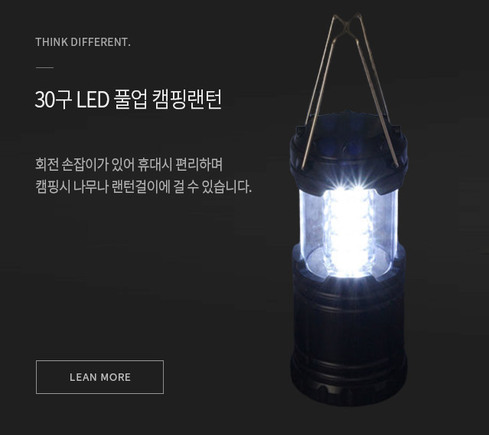 THINK DIFFERENT.
30구 LED 풀업 캠핑랜턴
회전 손잡이가 있어 휴대시 편리하며
캠핑시 나무나 랜턴걸이에 걸 수 있습니다.
LEAN MORE